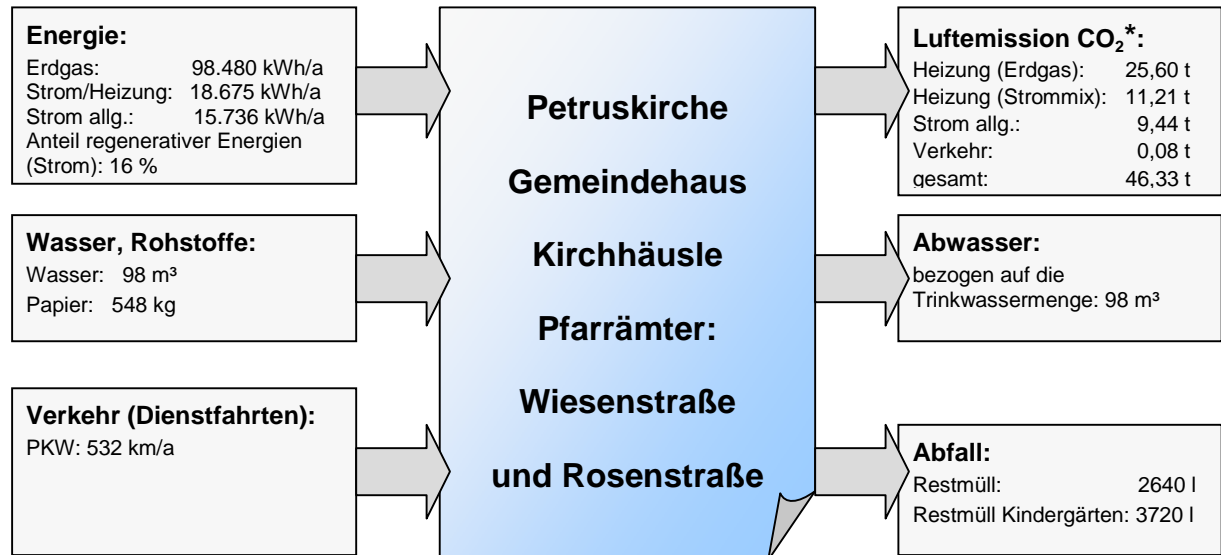 Energie:
Erdgas: 98.480 kWh/a
Strom/Heizung: 18.675 kWh/a
Strom allg.: 15.736 kWh/a
Anteil regenerativer Energien
(Strom): 16 %
Wasser, Rohstoffe:
Wasser: 98 m³
Papier: 548 kg
Verkehr (Dienstfahrten):
PKW: 532 km/a
Petruskirche
Gemeindehaus
Kirchhäusle
Pfarrämter:
Wiesenstraße
und Rosenstraße
Luftemission CO₂*:
Heizung (Erdgas): 25,60 t
Heizung (Strommix): 11,21 t
Strom allg.: 9,44 t
Verkehr: 0,08 t
gesamt: 46,33 t
Abwasser:
bezogen auf die
Trinkwassermenge: 98 m³
Abfall:
Restmüll: 2640 l
Restmüll Kindergärten: 3720 l